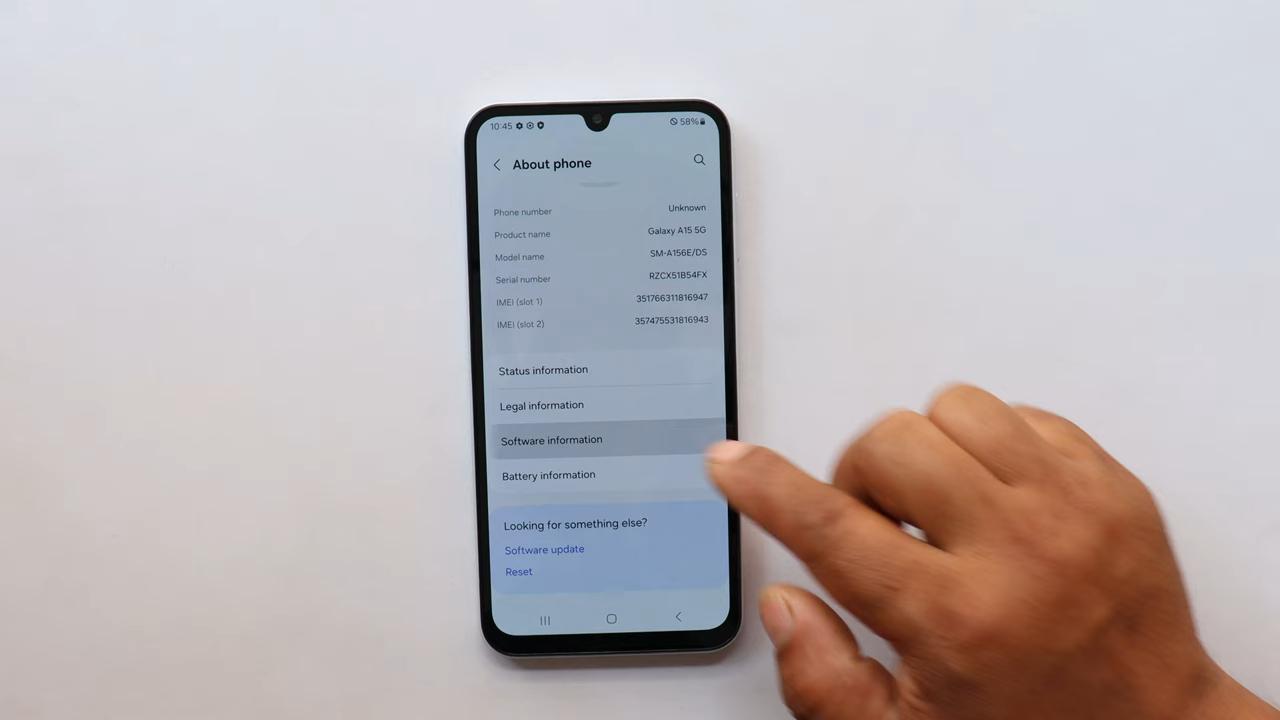 10:45 58%
About phone
Phone number Unknown
Product name Galaxy A15 5G
Model name SM-A156E/DS
Serial number RZCX51B54FX
IMEI (slot 1) 351766311816947
IMEI (slot 2) 357475531816943
Status information
Legal information
Software information
Battery information
Looking for something else?
Software update
Reset